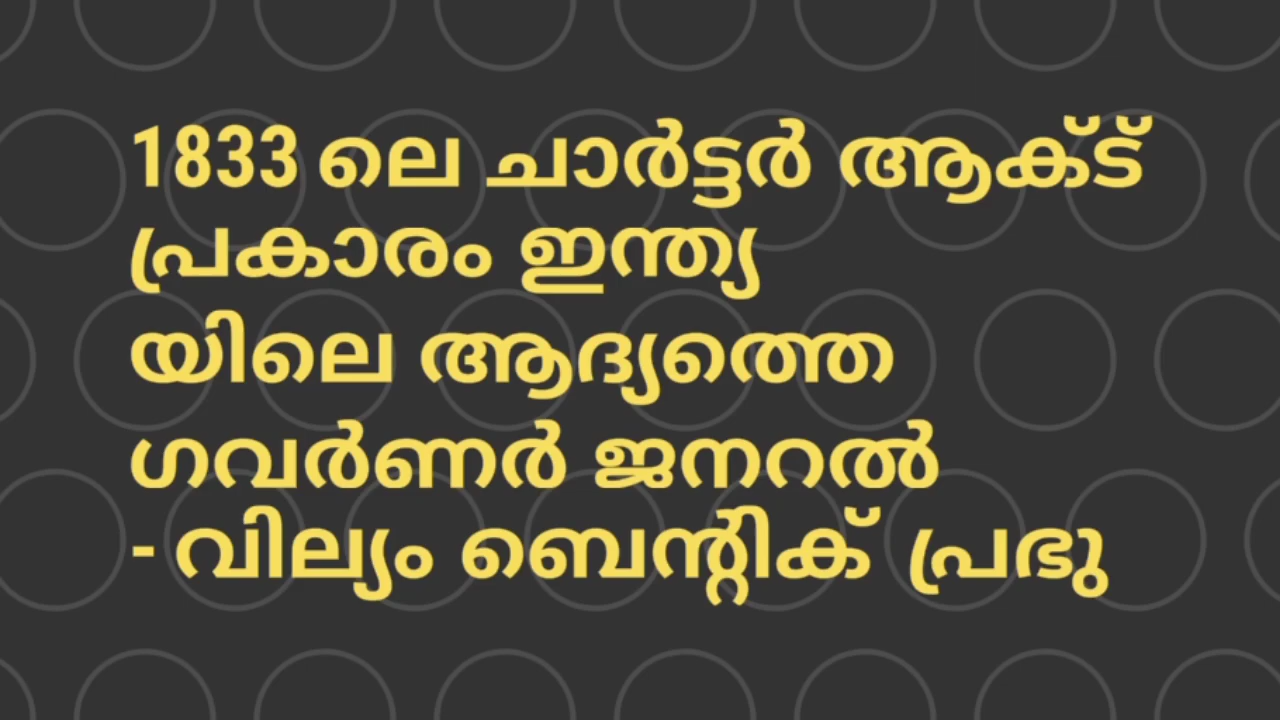 1833 ലെ ചാർട്ടർ ആക്ട്
പ്രകാരം ഇന്ത്യ
യിലെ ആദ്യത്തെ
ഗവർണർ ജനറൽ
- വില്യം ബെന്റിക് പ്രഭു